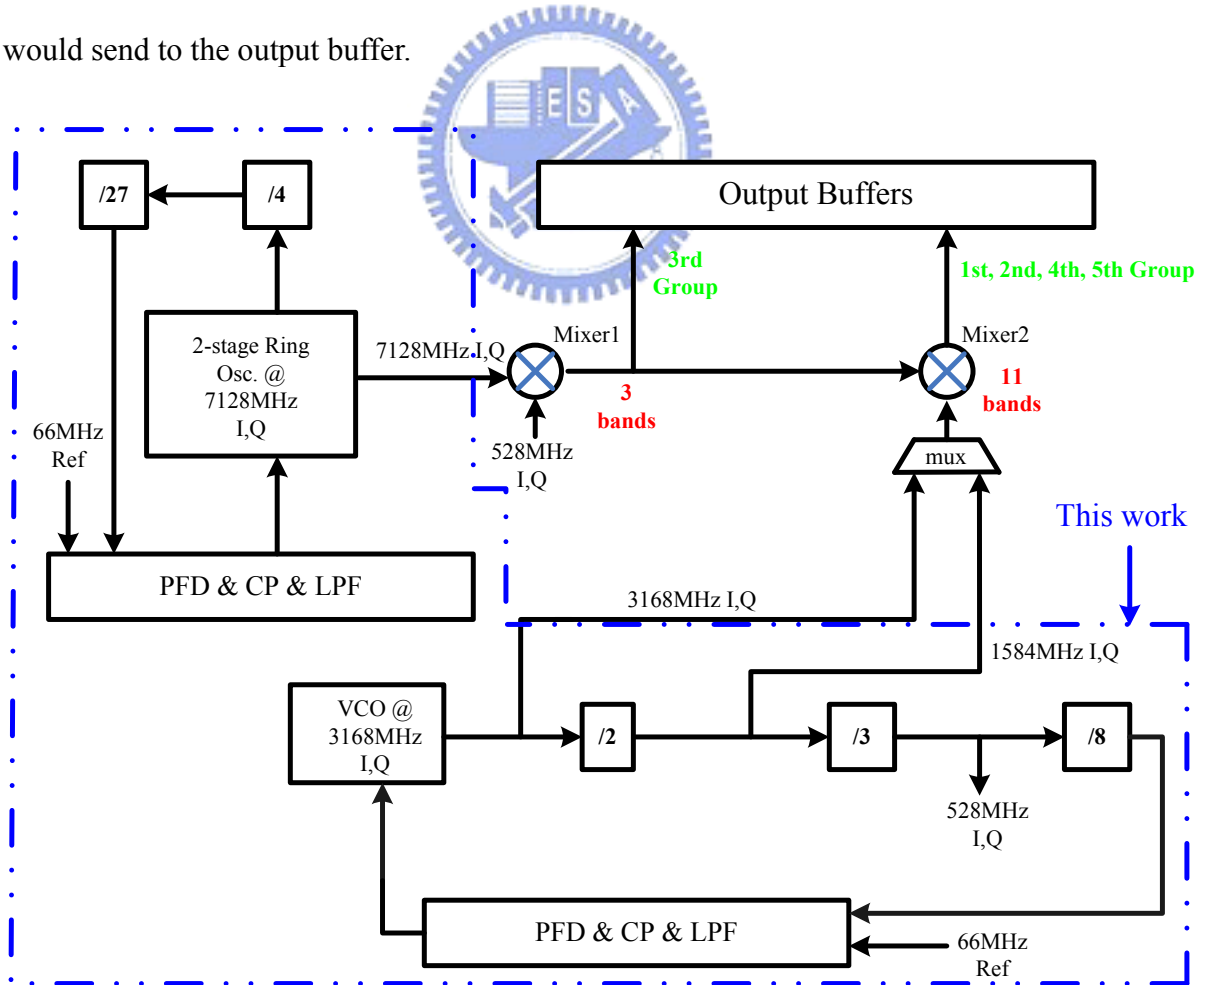 would send to the output buffer.
E S A
/27
/4
Output Buffers
3rd
Group
1st, 2nd, 4th, 5th Group
2-stage Ring
Osc. @
7128MHz
I,Q
7128MHz I,Q
Mixer1
Mixer2
3
bands
11
bands
66MHz
Ref
528MHz
I,Q
mux
This work
PFD & CP & LPF
3168MHz I,Q
1584MHz I,Q
VCO @
3168MHz
I,Q
/2
/3
/8
528MHz
I,Q
PFD & CP & LPF
66MHz
Ref